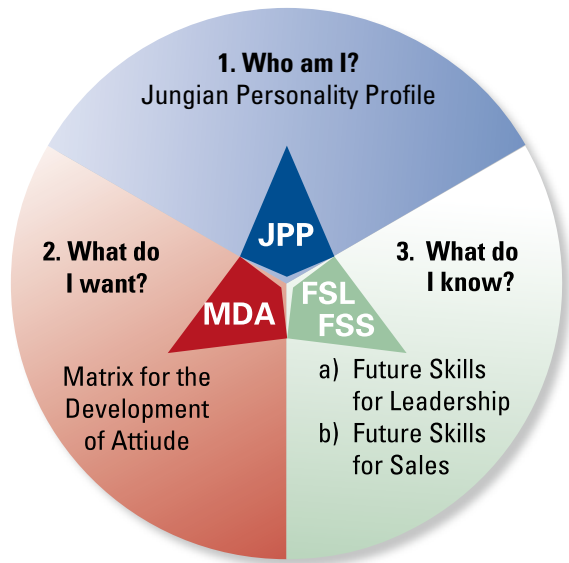 1. Who am I?
Jungian Personality Profile
JPP
2. What do
I want?
MDA
Matrix for the
Development
of Attiude
3. What do
I know?
FSL
FSS
a) Future Skills
for Leadership
b) Future Skills
for Sales